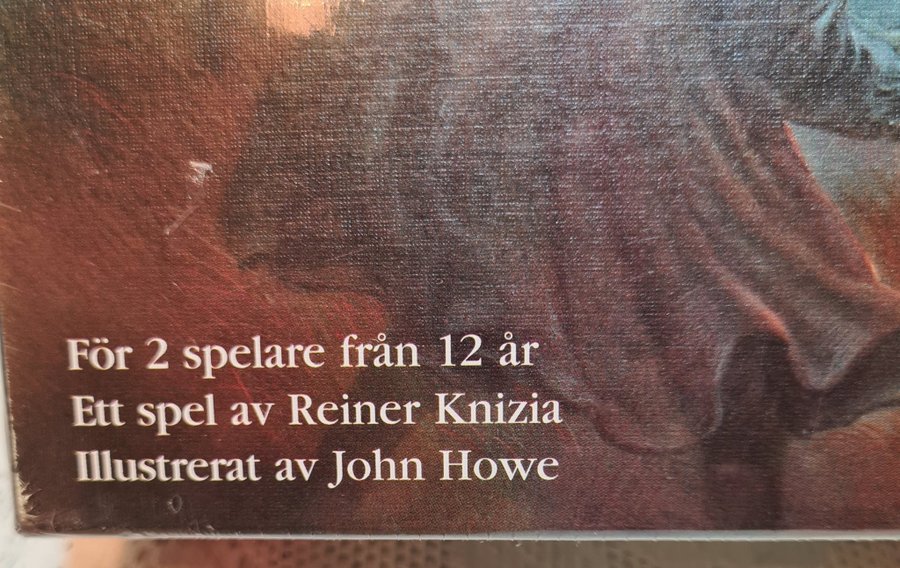 För 2 spelare från 12 år
Ett spel av Reiner Knizia
Illustrerat av John Howe